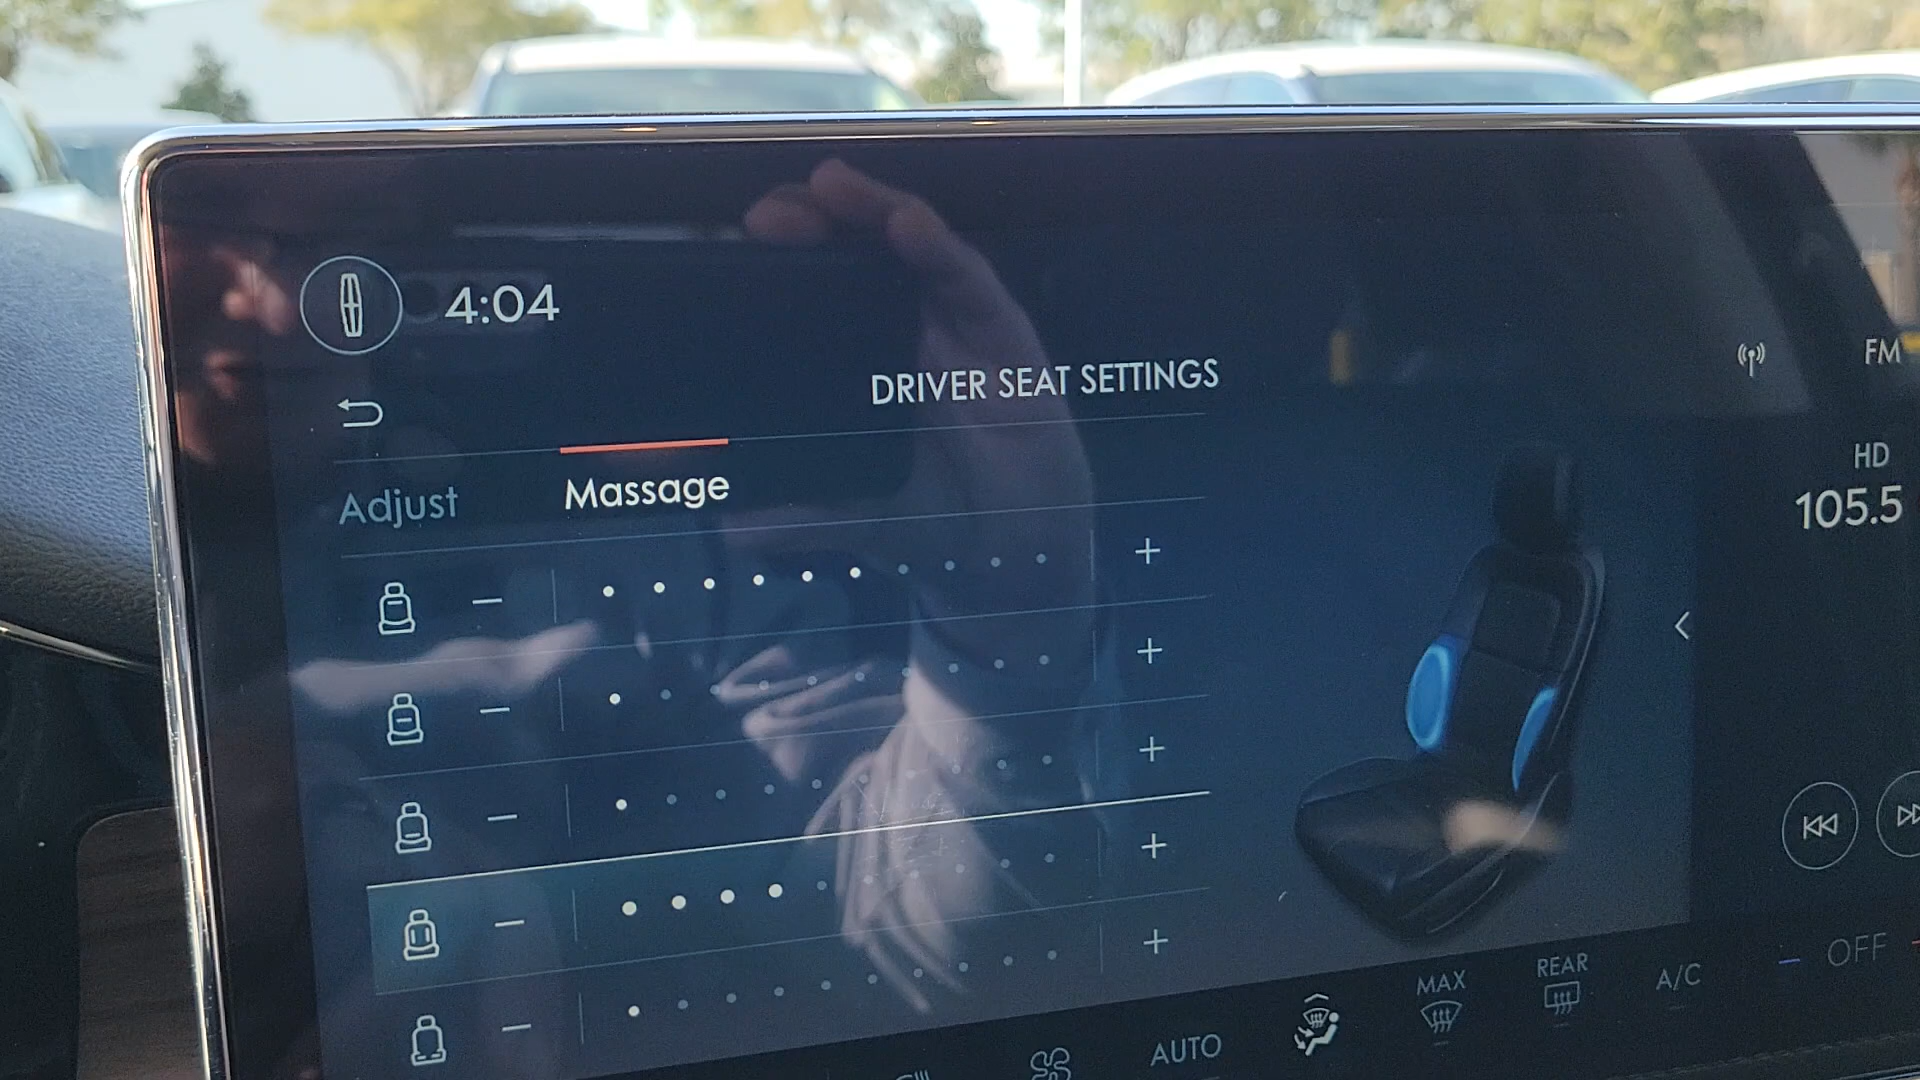 4:04
DRIVER SEAT SETTINGS
FM
Adjust
Massage
HD
105.5
MAX
REAR
A/C
OFF
AUTO